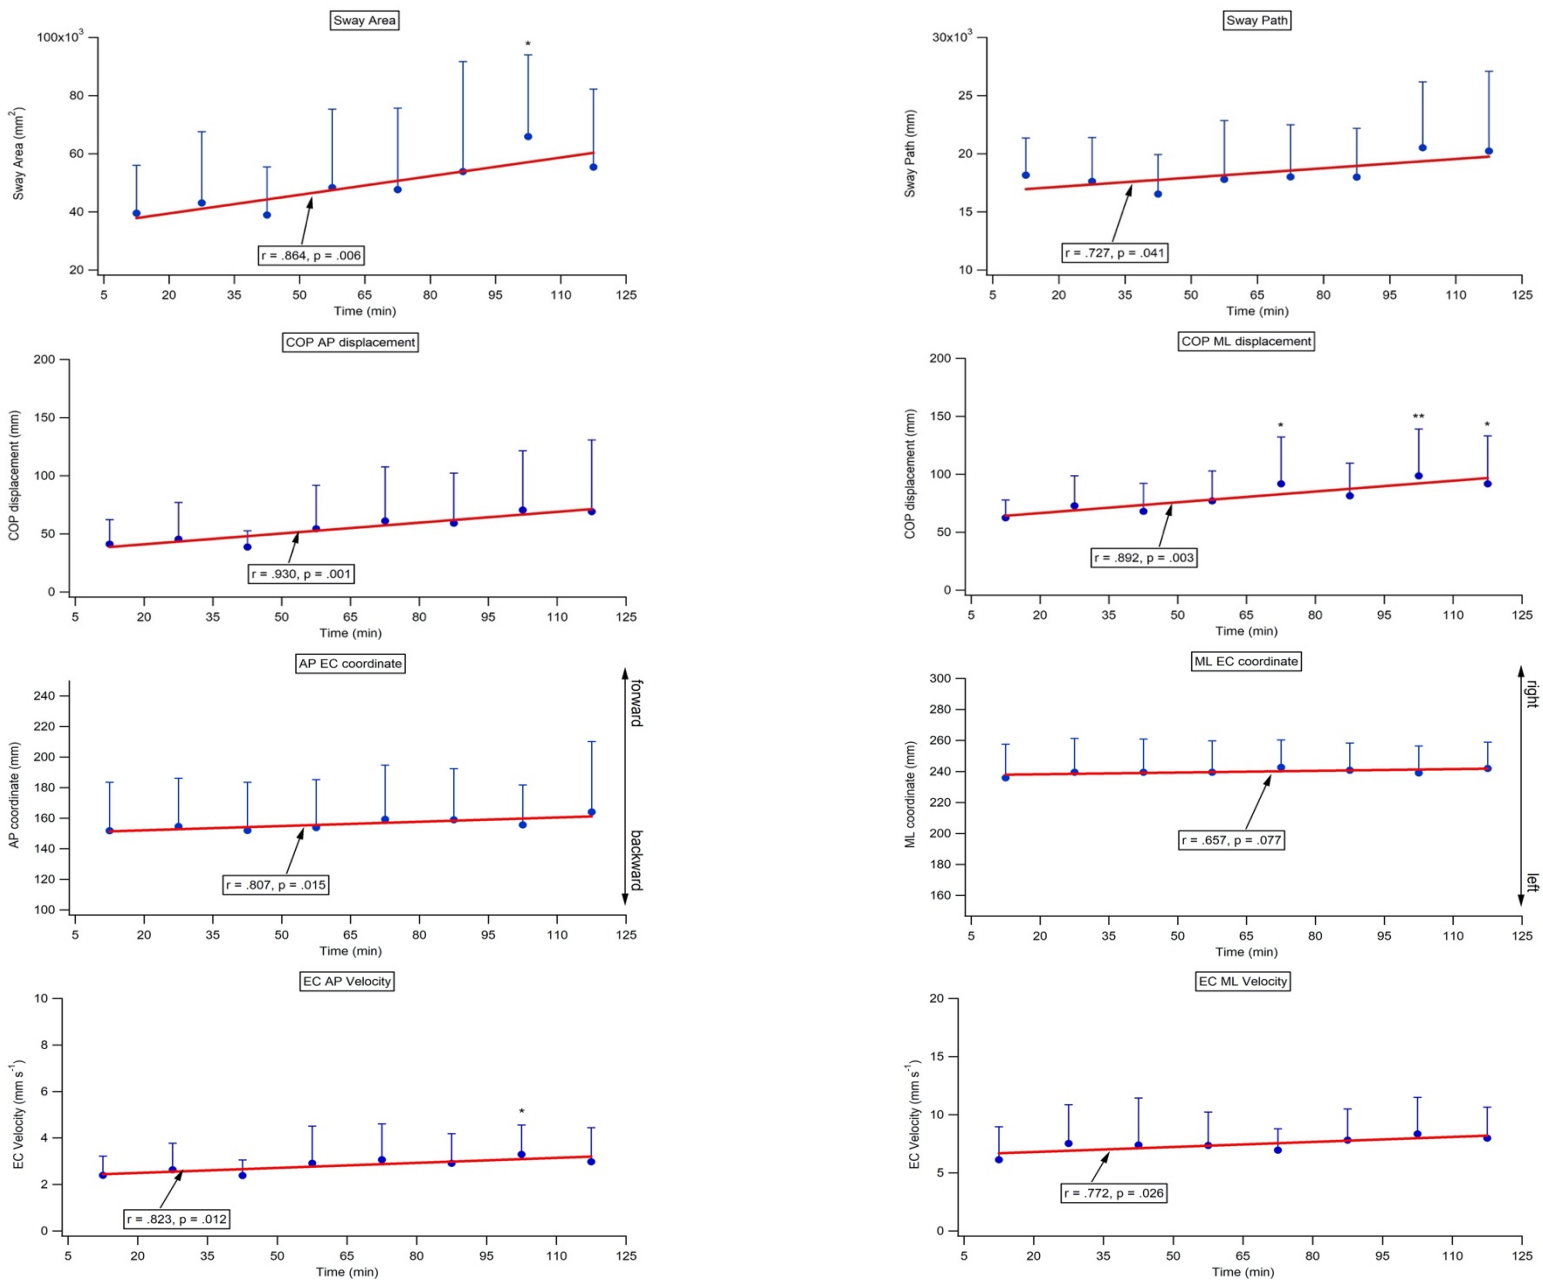 Sway Area
100x10³
80
60
40
20
Sway Area (mm²)
*
r = .864, p = .006
5 20 35 50 65 80 95 110 125
Time (min)
Sway Path
30x10³
25
20
15
10
Sway Path (mm)
r = .727, p = .041
5 20 35 50 65 80 95 110 125
Time (min)
COP AP displacement
200
150
100
50
0
COP displacement (mm)
r = .930, p = .001
5 20 35 50 65 80 95 110 125
Time (min)
COP ML displacement
200
150
100
50
0
COP displacement (mm)
* ** *
r = .892, p = .003
5 20 35 50 65 80 95 110 125
Time (min)
AP EC coordinate
240
220
200
180
160
140
120
100
AP coordinate (mm)
forward
backward
r = .807, p = .015
5 20 35 50 65 80 95 110 125
Time (min)
ML EC coordinate
300
280
260
240
220
200
180
160
ML coordinate (mm)
right
left
r = .657, p = .077
5 20 35 50 65 80 95 110 125
Time (min)
EC AP Velocity
10
8
6
4
2
0
EC Velocity (mm s⁻¹)
*
r = .823, p = .012
5 20 35 50 65 80 95 110 125
Time (min)
EC ML Velocity
20
15
10
5
0
EC Velocity (mm s⁻¹)
r = .772, p = .026
5 20 35 50 65 80 95 110 125
Time (min)